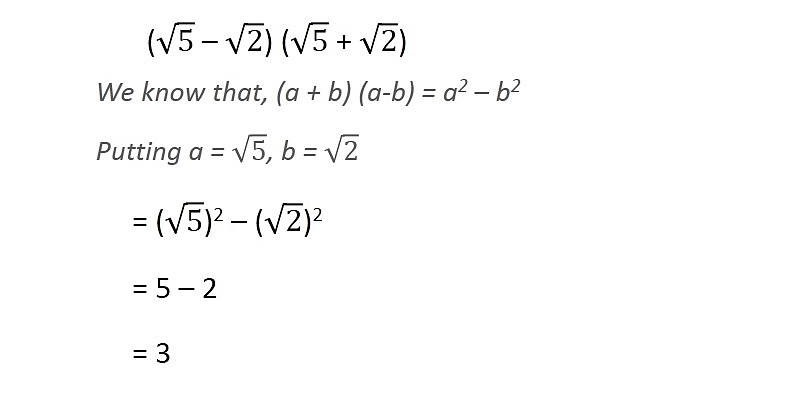 (√5 – √2) (√5 + √2)
We know that, (a + b) (a-b) = a² – b²
Putting a = √5, b = √2
= (√5)² – (√2)²
= 5 – 2
= 3